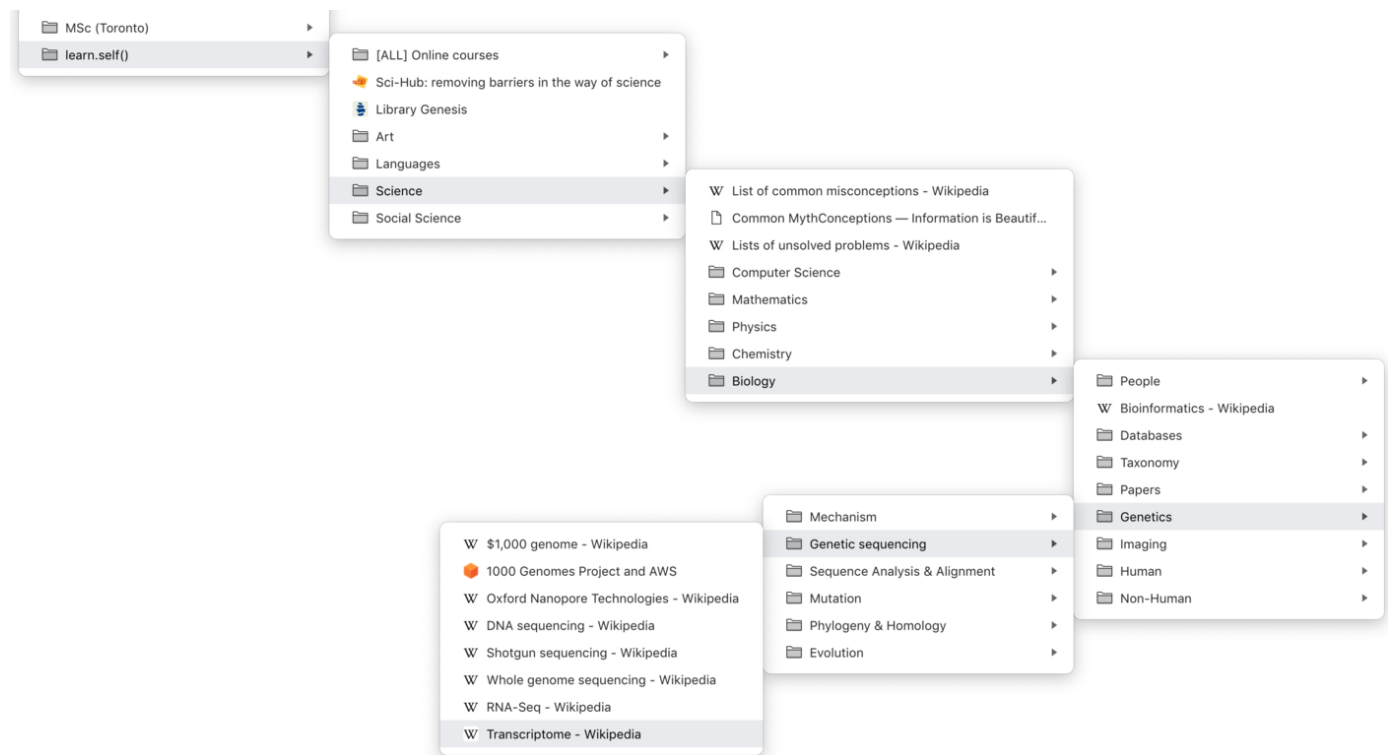 MSc (Toronto)
learn.self()
[ALL] Online courses
Sci-Hub: removing barriers in the way of science
Library Genesis
Art
Languages
Science
Social Science
List of common misconceptions - Wikipedia
Common MythConceptions — Information is Beautif...
Lists of unsolved problems - Wikipedia
Computer Science
Mathematics
Physics
Chemistry
Biology
People
Bioinformatics - Wikipedia
Databases
Taxonomy
Papers
Genetics
Imaging
Human
Non-Human
Mechanism
Genetic sequencing
Sequence Analysis & Alignment
Mutation
Phylogeny & Homology
Evolution
$1,000 genome - Wikipedia
1000 Genomes Project and AWS
Oxford Nanopore Technologies - Wikipedia
DNA sequencing - Wikipedia
Shotgun sequencing - Wikipedia
Whole genome sequencing - Wikipedia
RNA-Seq - Wikipedia
Transcriptome - Wikipedia